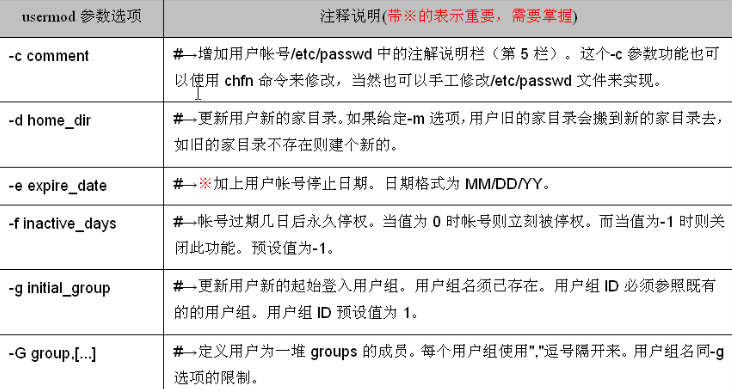 usermod 参数选项
注释说明(带※的表示重要，需要掌握)
-c comment
#→增加用户帐号/etc/passwd 中的注解说明栏（第 5 栏）。这个-c 参数功能也可
以使用 chfn 命令来修改，当然也可以手工修改/etc/passwd 文件来实现。
-d home_dir
#→更新用户新的家目录。如果给定-m 选项，用户旧的家目录会搬到新的家目录去，
如旧的家目录不存在则建个新的。
-e expire_date
#→※加上用户帐号停止日期。日期格式为 MM/DD/YY。
-f inactive_days
#→帐号过期几日后永久停权。当值为 0 时帐号则立刻被停权。而当值为-1 时则关
闭此功能。预设值为-1。
-g initial_group
#→更新用户新的起始登入用户组。用户组名须已存在。用户组 ID 必须参照既有
的的用户组。用户组 ID 预设值为 1。
-G group,[...]
#→定义用户为一堆 groups 的成员。每个用户组使用","逗号隔开来。用户组名同-g
选项的限制。